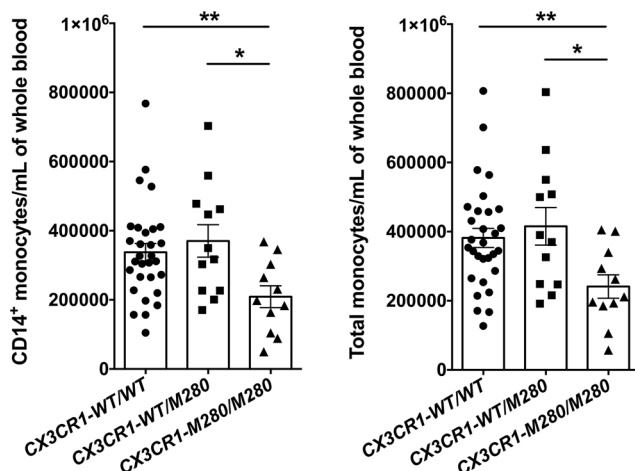 CD14⁺ monocytes/mL of whole blood
1×10⁶
800000
600000
400000
200000
0
**
*
CX3CR1-WT/WT
CX3CR1-WT/M280
CX3CR1-M280/M280
Total monocytes/mL of whole blood
1×10⁶
800000
600000
400000
200000
0
**
*
CX3CR1-WT/WT
CX3CR1-WT/M280
CX3CR1-M280/M280